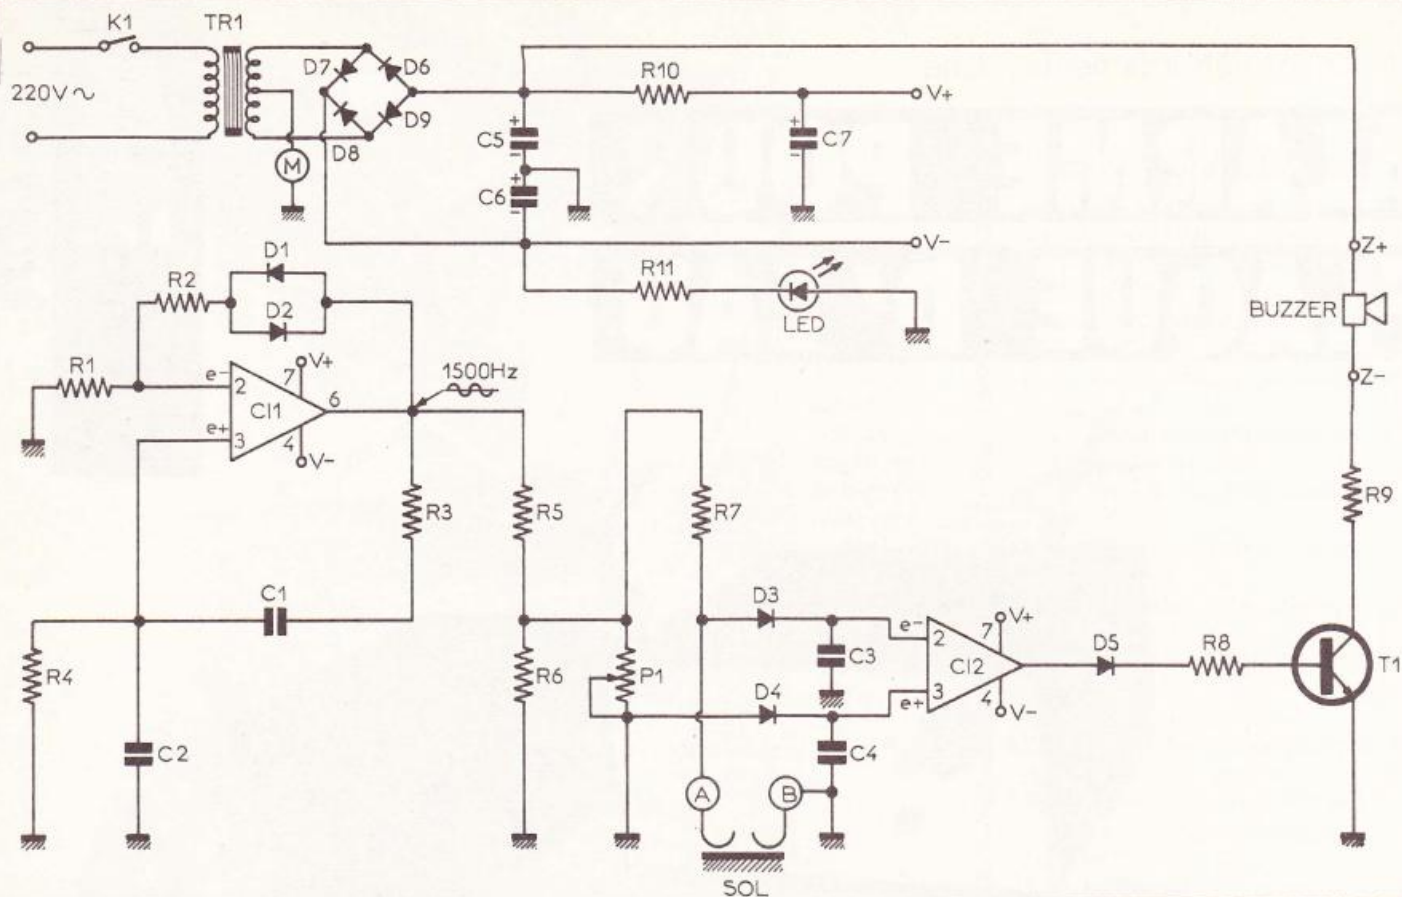 K1 TR1
220V ∿
D7 D6
D8 D9
M
C5
C6
R10
C7
V+
V-
R11
LED
Z+
BUZZER
Z-
R9
T1
R1
R2
D1
D2
e- 2
e+ 3
CI1
7 V+
4 V-
6
1500Hz
R3
C1
R4
C2
R5
R6
P1
R7
D3
D4
C3
C4
e- 2
e+ 3
CI2
7 V+
4 V-
D5
R8
A B
SOL